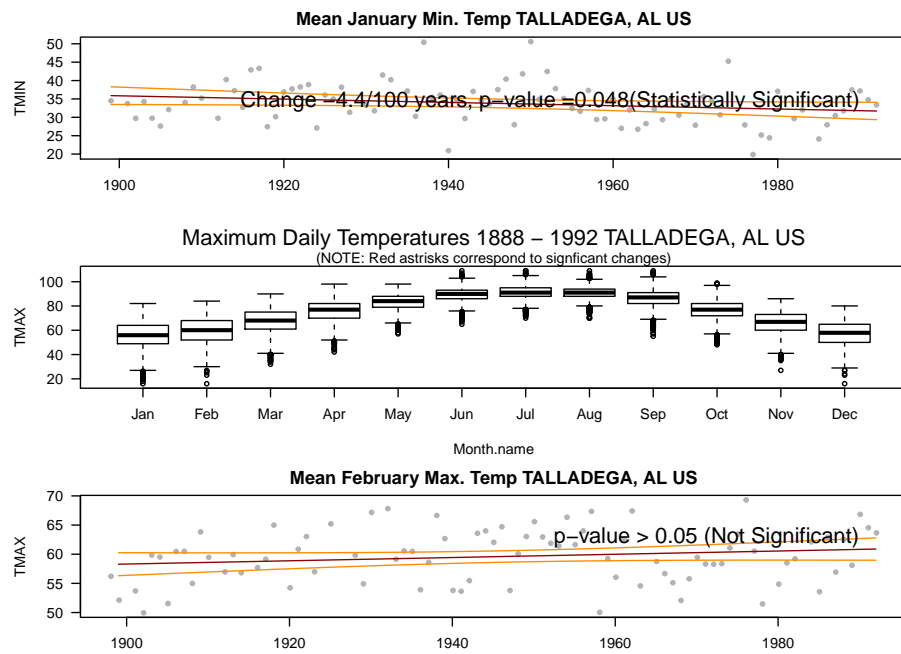 Mean January Min. Temp TALLADEGA, AL US
TMIN
50
45
40
35
30
25
20
Change −4.4/100 years, p−value =0.048(Statistically Significant)
1900
1920
1940
1960
1980
Maximum Daily Temperatures 1888 − 1992 TALLADEGA, AL US
(NOTE: Red astrisks correspond to signficant changes)
TMAX
100
80
60
40
20
Jan
Feb
Mar
Apr
May
Jun
Jul
Aug
Sep
Oct
Nov
Dec
Month.name
Mean February Max. Temp TALLADEGA, AL US
TMAX
70
65
60
55
50
p−value > 0.05 (Not Significant)
1900
1920
1940
1960
1980